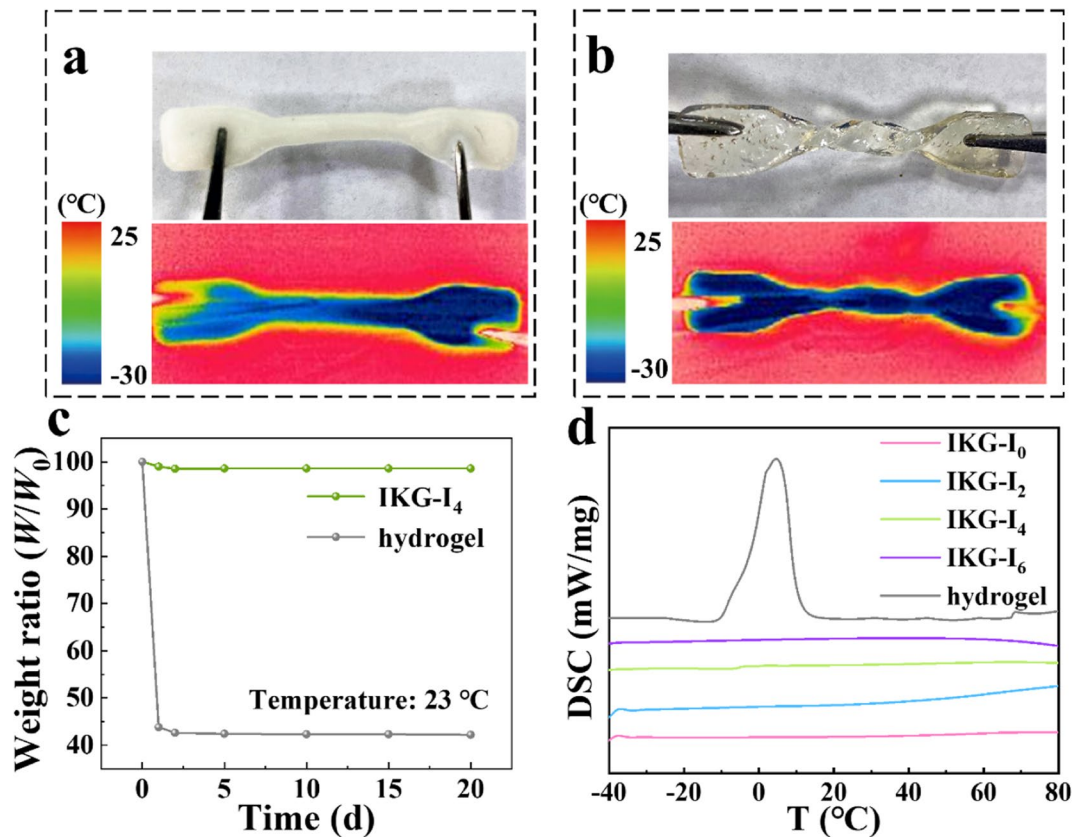 a
(°C)
25
-30
b
(°C)
25
-30
c
Weight ratio (W/W₀)
100
90
80
70
60
50
40
IKG-I₄
hydrogel
Temperature: 23 °C
0
5
10
15
20
Time (d)
d
DSC (mW/mg)
IKG-I₀
IKG-I₂
IKG-I₄
IKG-I₆
hydrogel
-40
-20
0
20
40
60
80
T (°C)